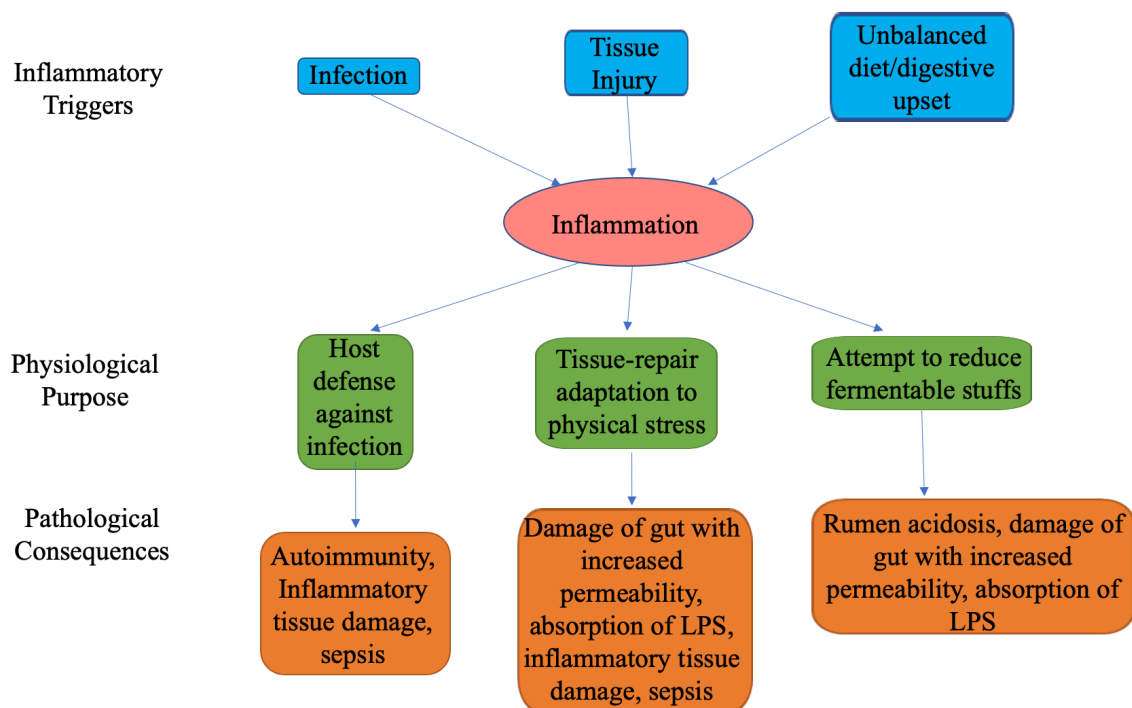 Inflammatory
Triggers
Infection
Tissue
Injury
Unbalanced
diet/digestive
upset
Inflammation
Physiological
Purpose
Host
defense
against
infection
Tissue-repair
adaptation to
physical stress
Attempt to reduce
fermentable stuffs
Pathological
Consequences
Autoimmunity,
Inflammatory
tissue damage,
sepsis
Damage of gut with
increased
permeability,
absorption of LPS,
inflammatory tissue
damage, sepsis
Rumen acidosis, damage of
gut with increased
permeability, absorption of
LPS